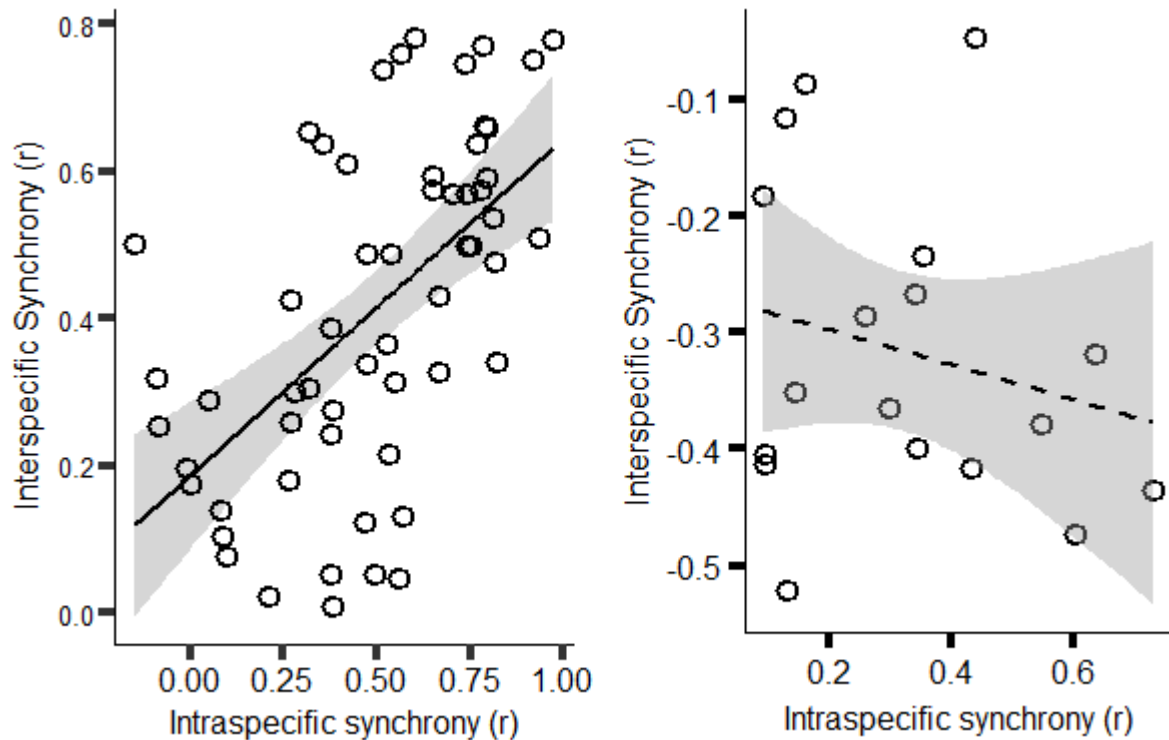 Interspecific Synchrony (r)
0.8
0.6
0.4
0.2
0.0
0.00 0.25 0.50 0.75 1.00
Intraspecific synchrony (r)
Interspecific Synchrony (r)
-0.1
-0.2
-0.3
-0.4
-0.5
0.2 0.4 0.6
Intraspecific synchrony (r)